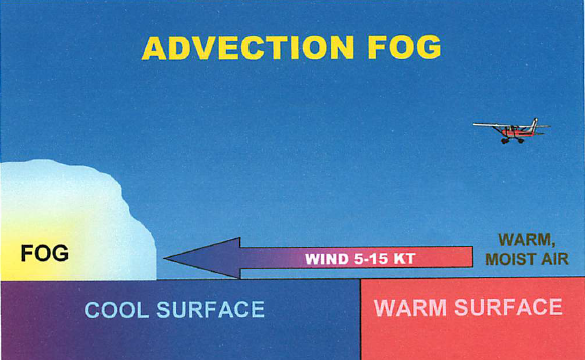 ADVECTION FOG
WARM,
MOIST AIR
WIND 5-15 KT
FOG
COOL SURFACE
WARM SURFACE